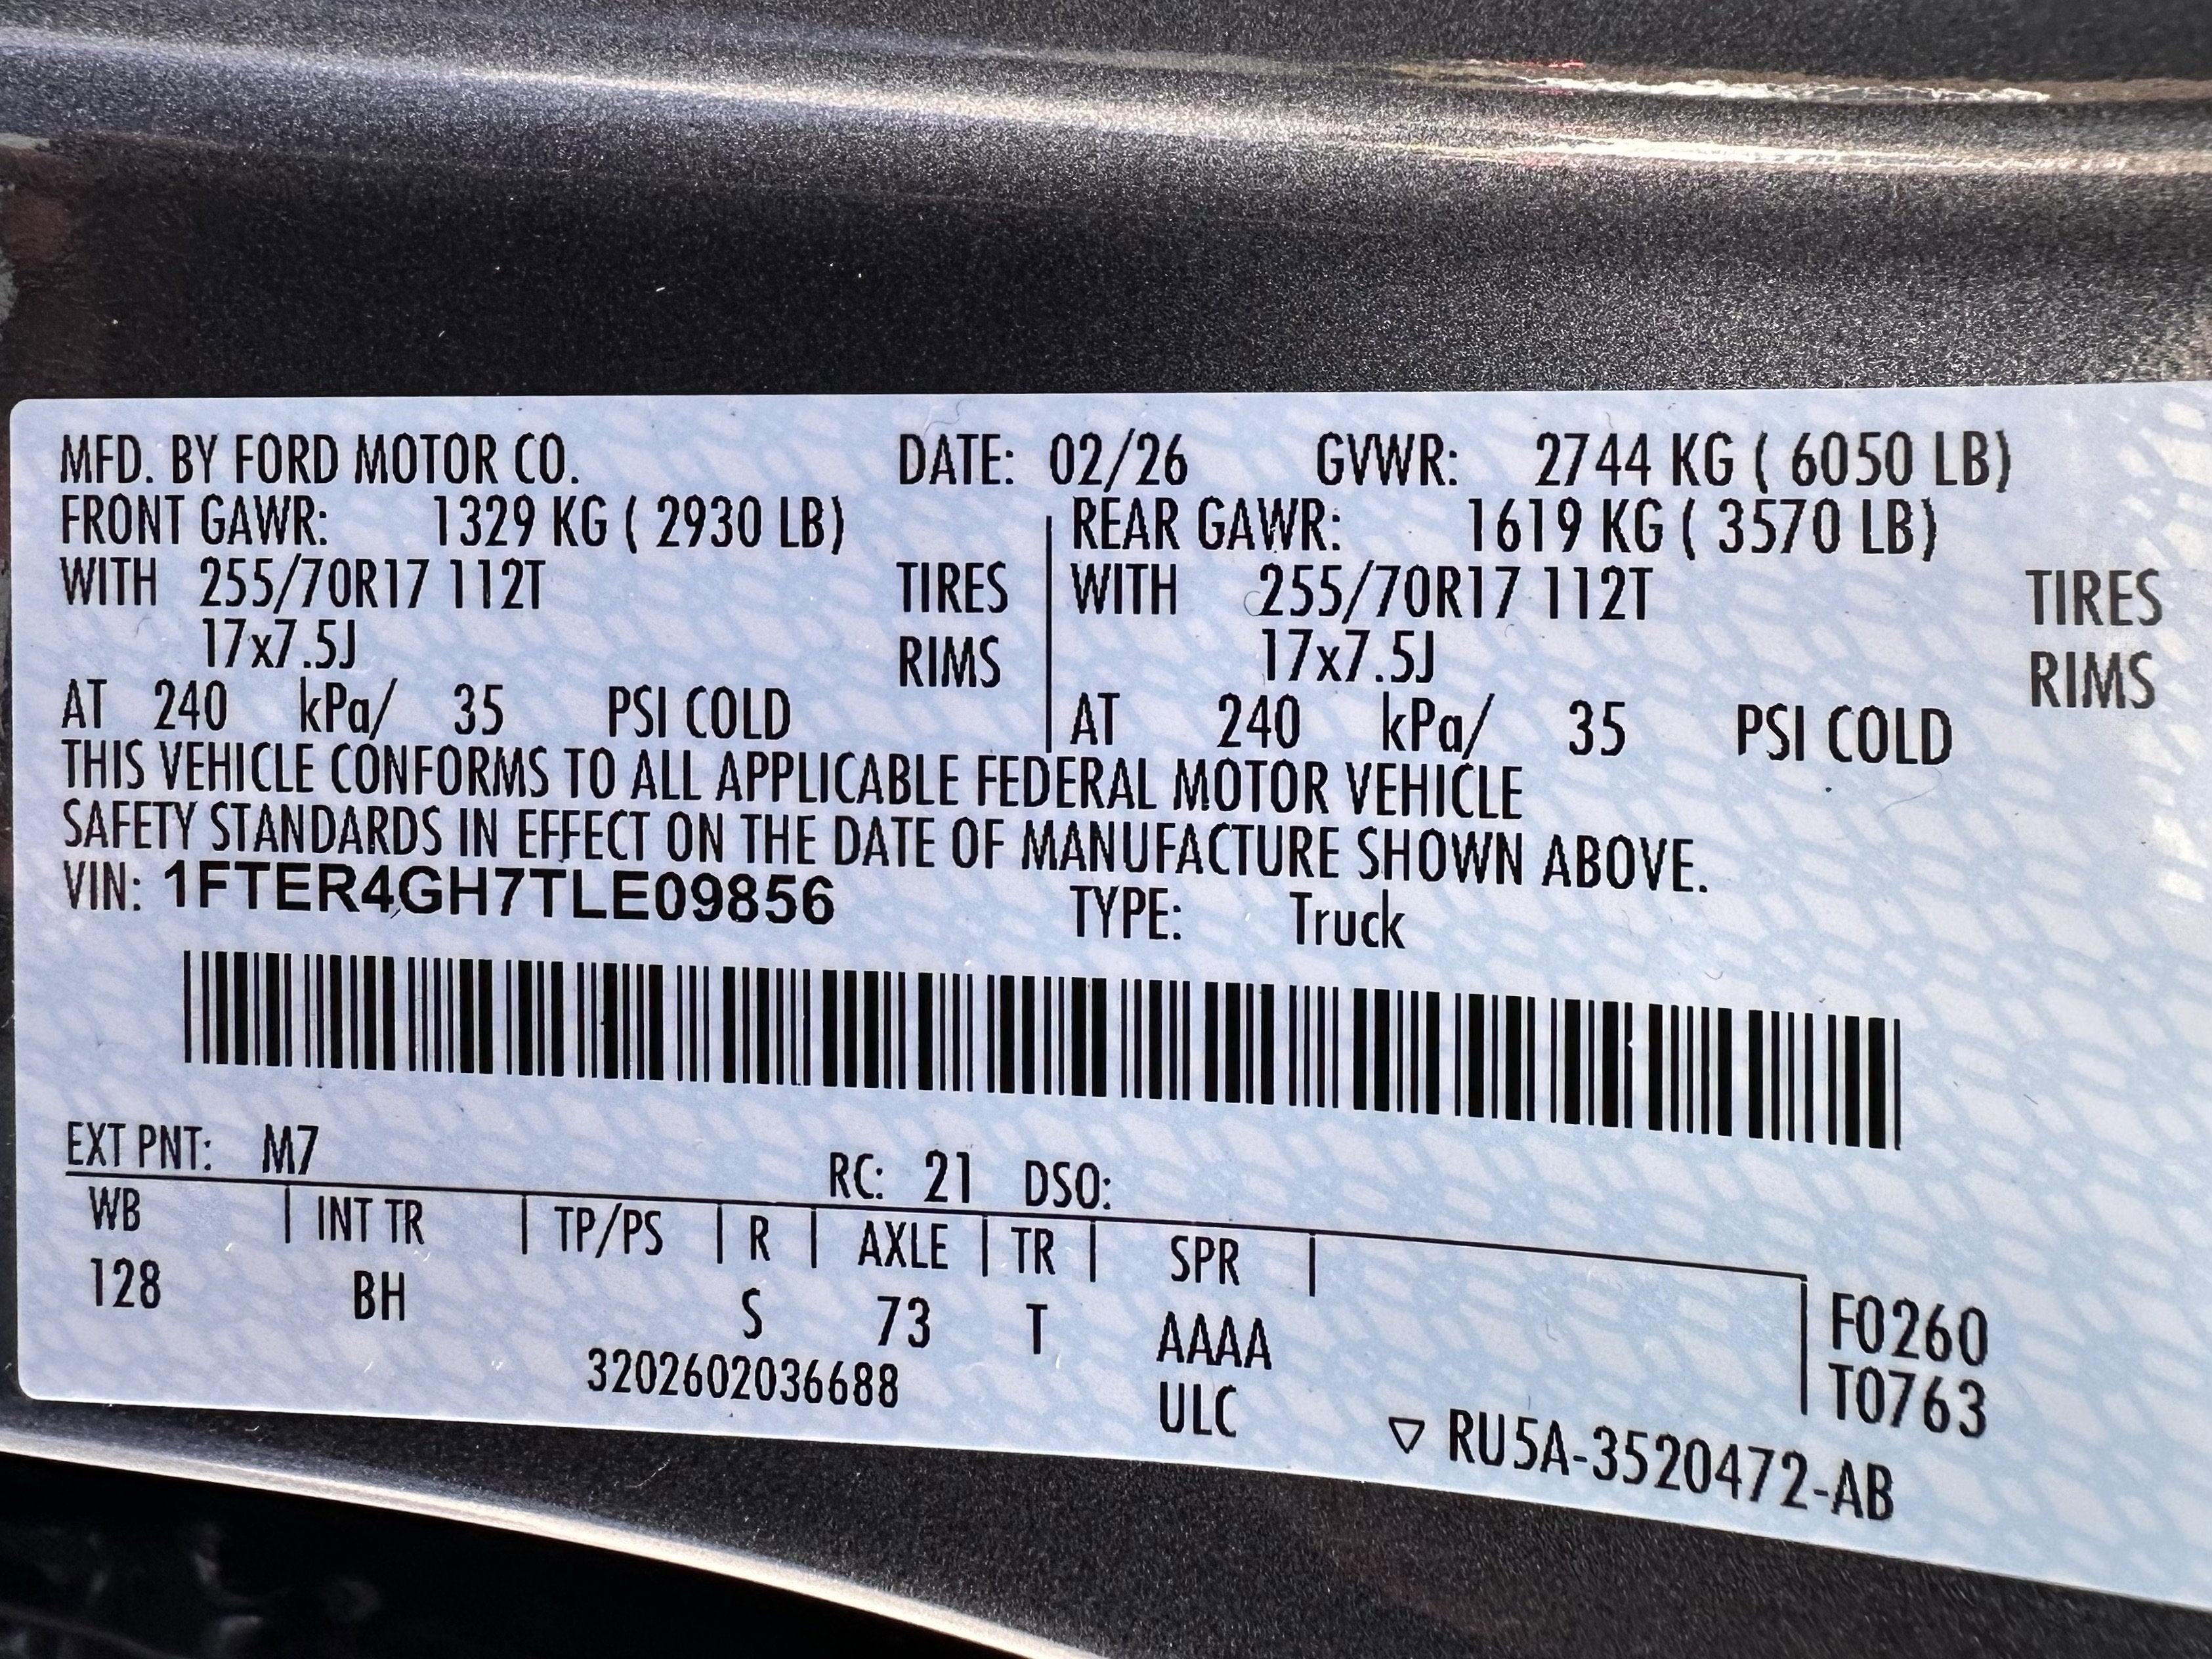 MFD. BY FORD MOTOR CO. DATE: 02/26 GVWR: 2744 KG ( 6050 LB)
FRONT GAWR: 1329 KG ( 2930 LB) REAR GAWR: 1619 KG ( 3570 LB)
WITH 255/70R17 112T TIRES WITH 255/70R17 112T TIRES
17x7.5J RIMS 17x7.5J RIMS
AT 240 kPa/ 35 PSI COLD AT 240 kPa/ 35 PSI COLD
THIS VEHICLE CONFORMS TO ALL APPLICABLE FEDERAL MOTOR VEHICLE
SAFETY STANDARDS IN EFFECT ON THE DATE OF MANUFACTURE SHOWN ABOVE.
VIN: 1FTER4GH7TLE09856 TYPE: Truck
EXT PNT: M7 RC: 21 DSO:
WB INT TR TP/PS R AXLE TR SPR
128 BH S 73 T AAAA F0260
3202602036688 ULC T0763
▽ RU5A-3520472-AB